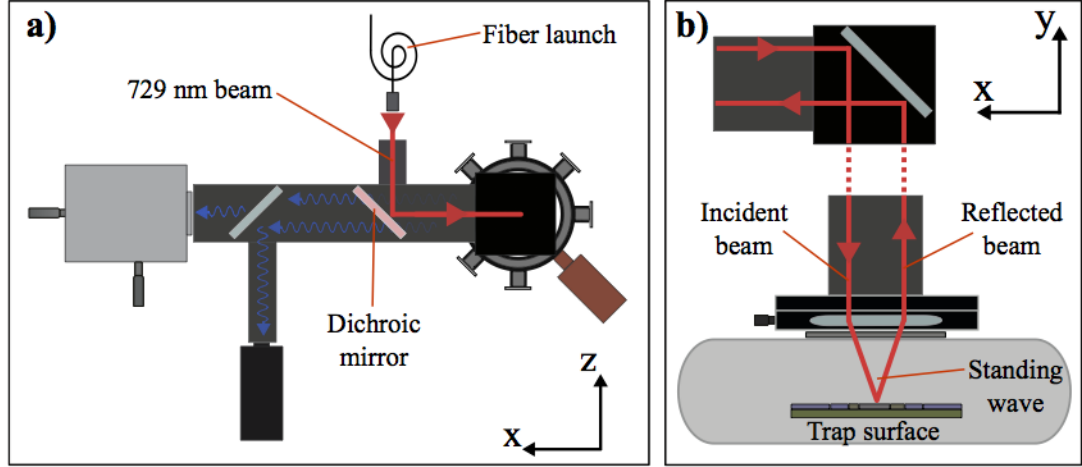 a)
Fiber launch
729 nm beam
Dichroic
mirror
z
x
b)
y
x
Incident
beam
Reflected
beam
Standing
wave
Trap surface